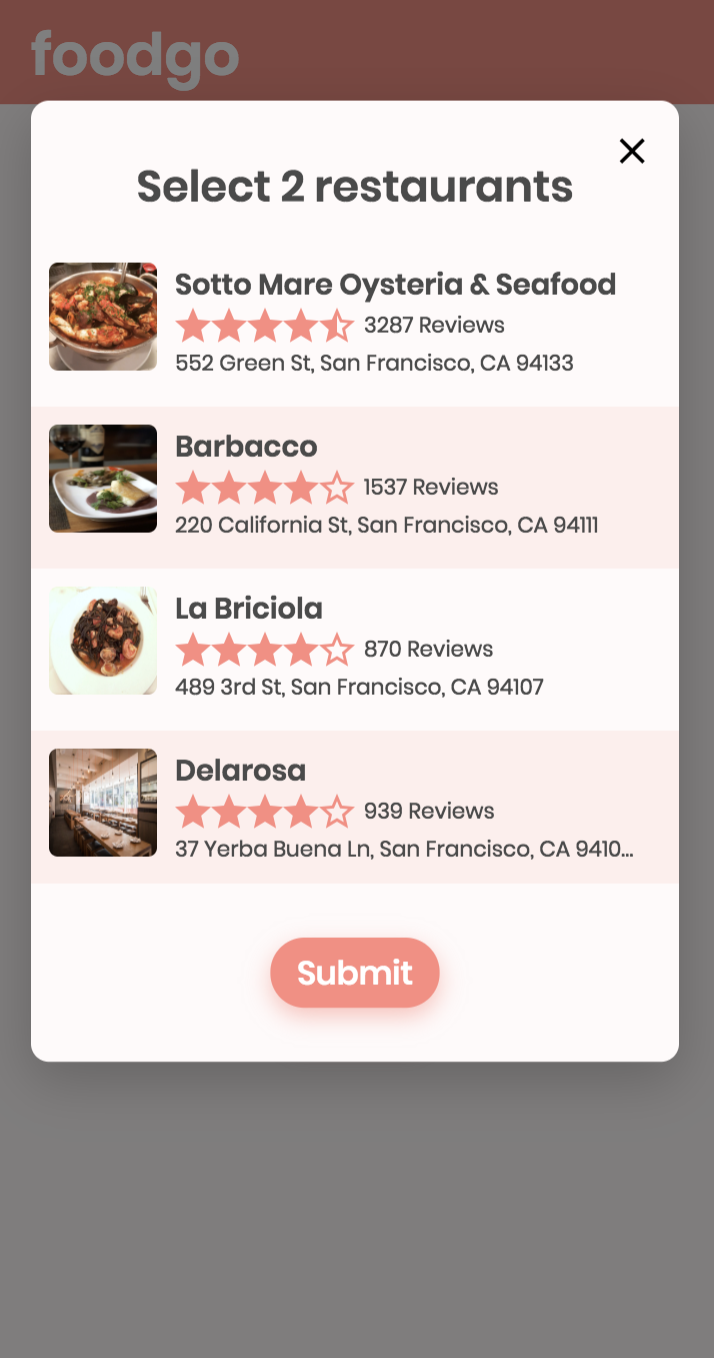 foodgo
Select 2 restaurants
Sotto Mare Oysteria & Seafood
3287 Reviews
552 Green St, San Francisco, CA 94133
Barbacco
1537 Reviews
220 California St, San Francisco, CA 94111
La Briciola
870 Reviews
489 3rd St, San Francisco, CA 94107
Delarosa
939 Reviews
37 Yerba Buena Ln, San Francisco, CA 9410...
Submit